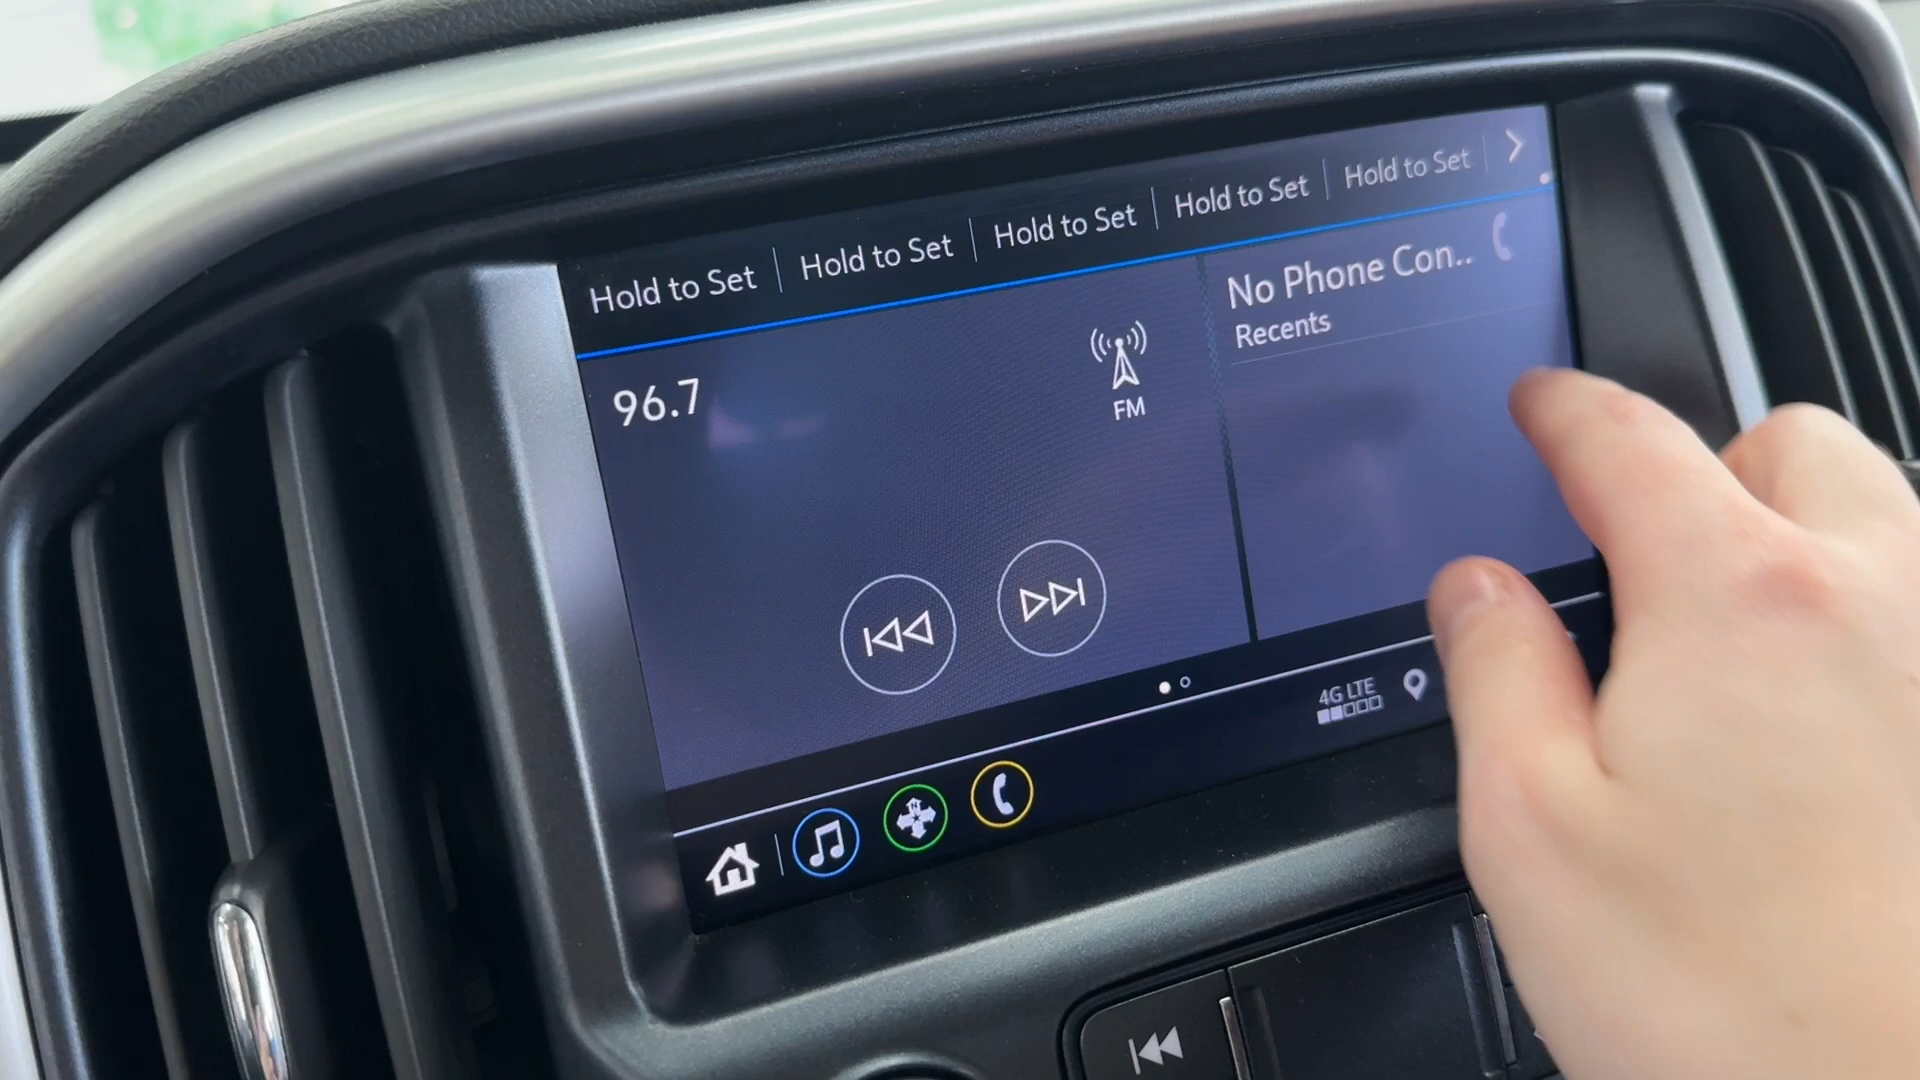 Hold to Set
Hold to Set
Hold to Set
Hold to Set
Hold to Set
96.7
FM
No Phone Con..
Recents
4G LTE
N